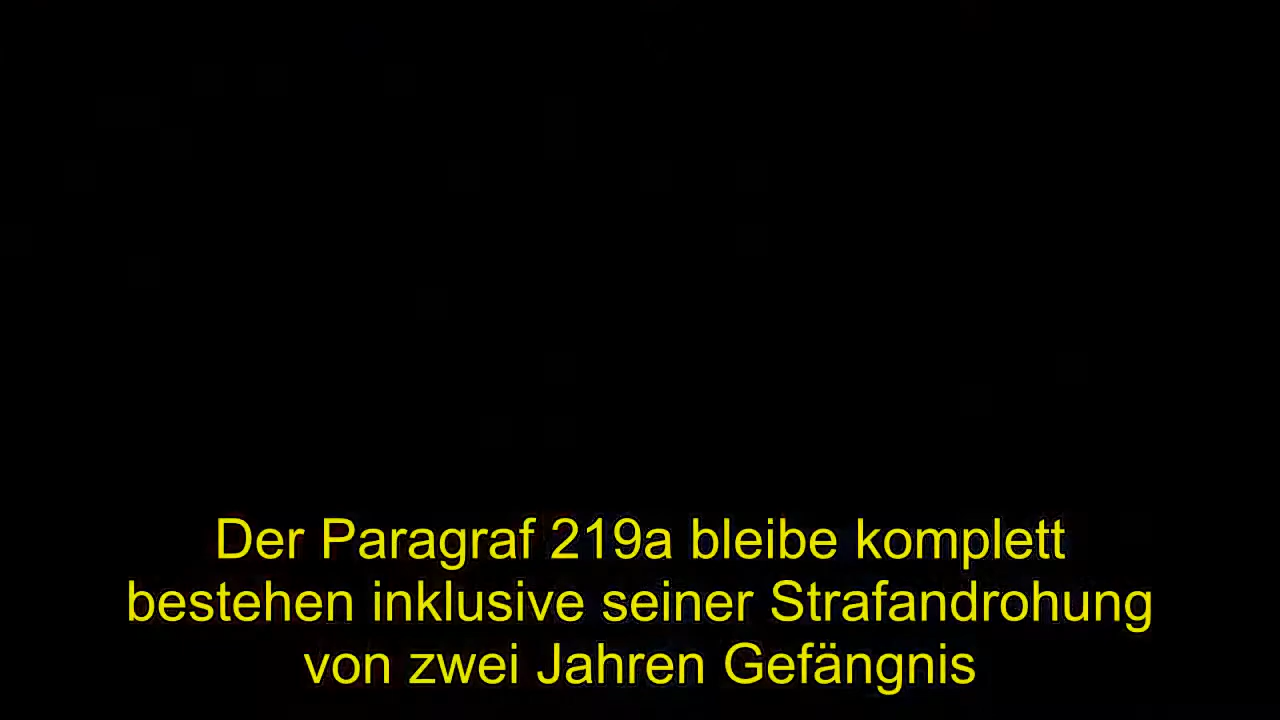 Der Paragraf 219a bleibe komplett
bestehen inklusive seiner Strafandrohung
von zwei Jahren Gefängnis